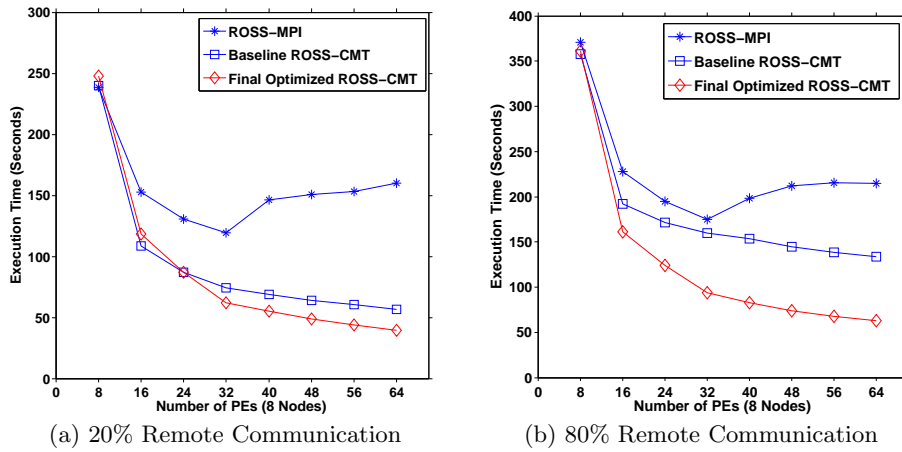 300
250
200
150
100
50
0
Execution Time (Seconds)
ROSS−MPI
Baseline ROSS−CMT
Final Optimized ROSS−CMT
0 8 16 24 32 40 48 56 64
Number of PEs (8 Nodes)
(a) 20% Remote Communication
400
350
300
250
200
150
100
50
0
Execution Time (Seconds)
ROSS−MPI
Baseline ROSS−CMT
Final Optimized ROSS−CMT
0 8 16 24 32 40 48 56 64
Number of PEs (8 Nodes)
(b) 80% Remote Communication